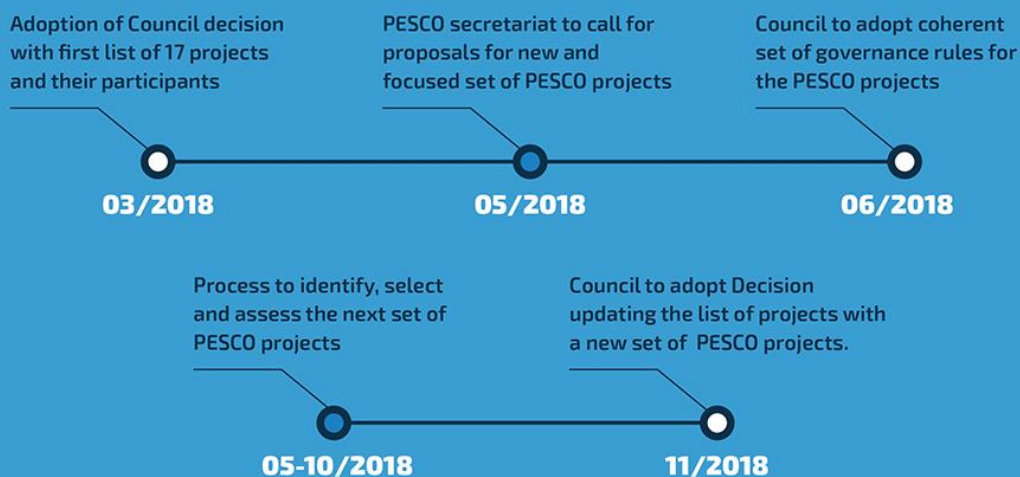 Adoption of Council decision
with first list of 17 projects
and their participants
03/2018
PESCO secretariat to call for
proposals for new and
focused set of PESCO projects
05/2018
Council to adopt coherent
set of governance rules for
the PESCO projects
06/2018
Process to identify, select
and assess the next set of
PESCO projects
05-10/2018
Council to adopt Decision
updating the list of projects with
a new set of PESCO projects.
11/2018